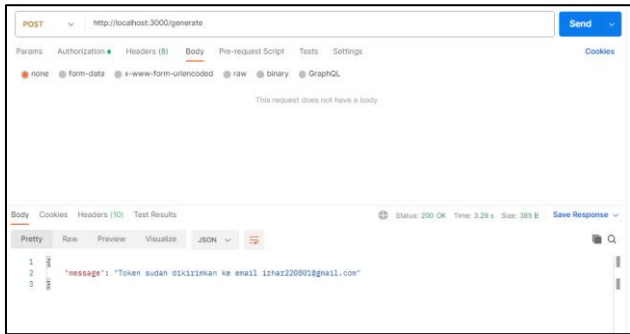 POST http://localhost:3000/generate Send
Params Authorization Headers (8) Body Pre-request Script Tests Settings Cookies
none form-data x-www-form-urlencoded raw binary GraphQL
This request does not have a body
Body Cookies Headers (10) Test Results Status: 200 OK Time: 3.29 s Size: 385 B Save Response
Pretty Raw Preview Visualize JSON
1
2 "message": "Token sudah dikirimkan ke email izhar220801@gmail.com"
3